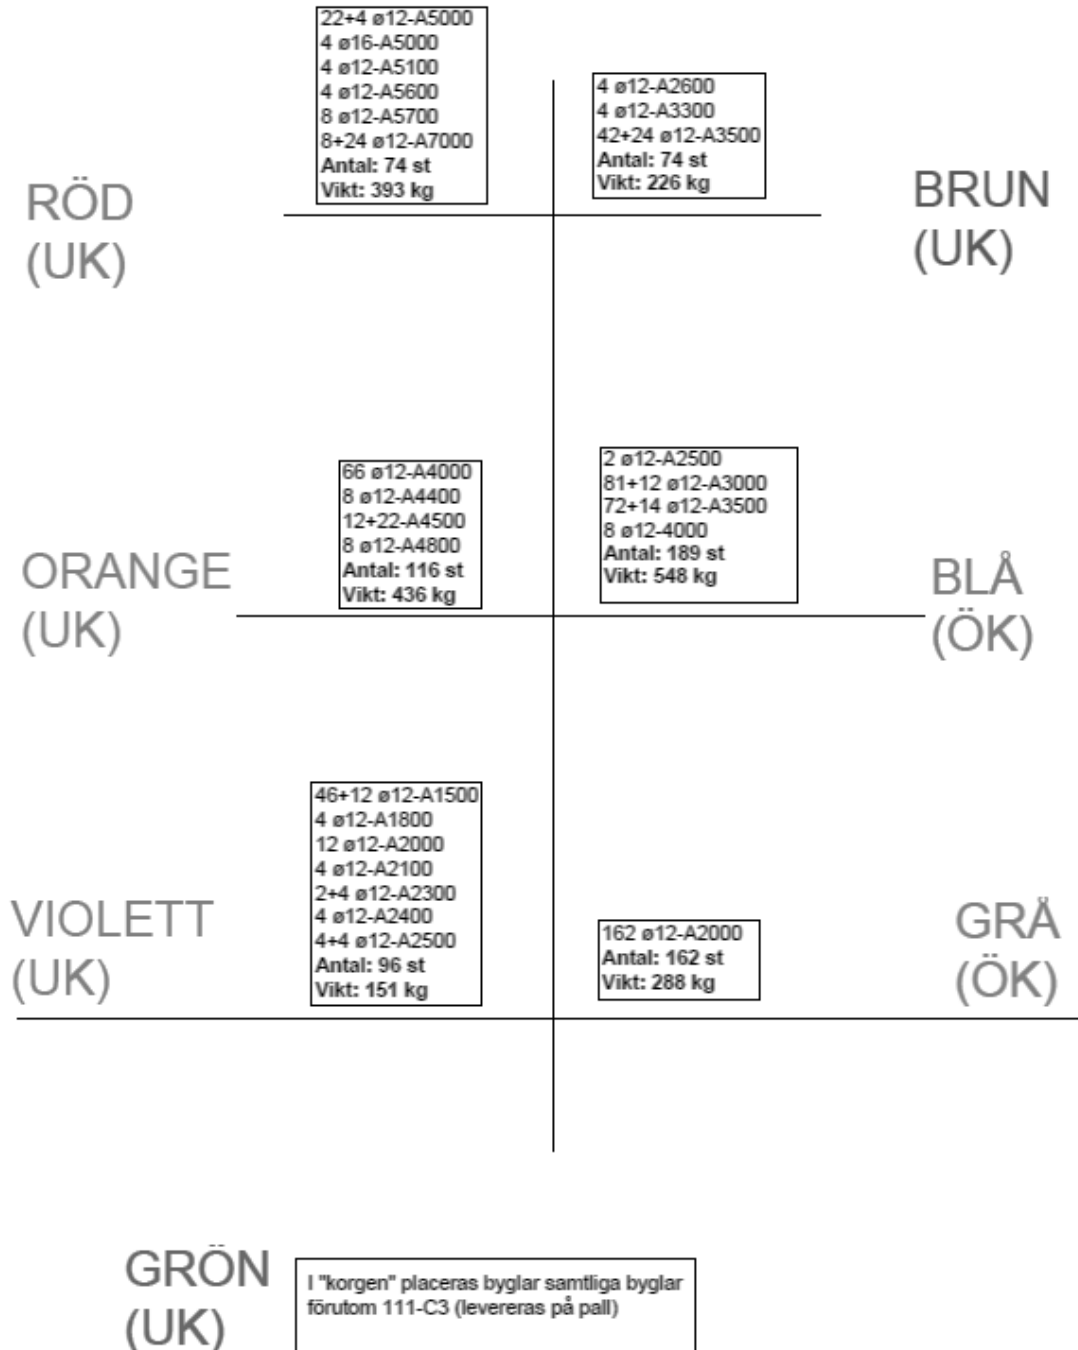 22+4 ø12-A5000
4 ø16-A5000
4 ø12-A5100
4 ø12-A5600
8 ø12-A5700
8+24 ø12-A7000
Antal: 74 st
Vikt: 393 kg
4 ø12-A2600
4 ø12-A3300
42+24 ø12-A3500
Antal: 74 st
Vikt: 226 kg
RÖD
(UK)
BRUN
(UK)
66 ø12-A4000
8 ø12-A4400
12+22-A4500
8 ø12-A4800
Antal: 116 st
Vikt: 436 kg
2 ø12-A2500
81+12 ø12-A3000
72+14 ø12-A3500
8 ø12-4000
Antal: 189 st
Vikt: 548 kg
ORANGE
(UK)
BLÅ
(ÖK)
46+12 ø12-A1500
4 ø12-A1800
12 ø12-A2000
4 ø12-A2100
2+4 ø12-A2300
4 ø12-A2400
4+4 ø12-A2500
Antal: 96 st
Vikt: 151 kg
162 ø12-A2000
Antal: 162 st
Vikt: 288 kg
VIOLETT
(UK)
GRÅ
(ÖK)
GRÖN
(UK)
I "korgen" placeras byglar samtliga byglar
förutom 111-C3 (levereras på pall)